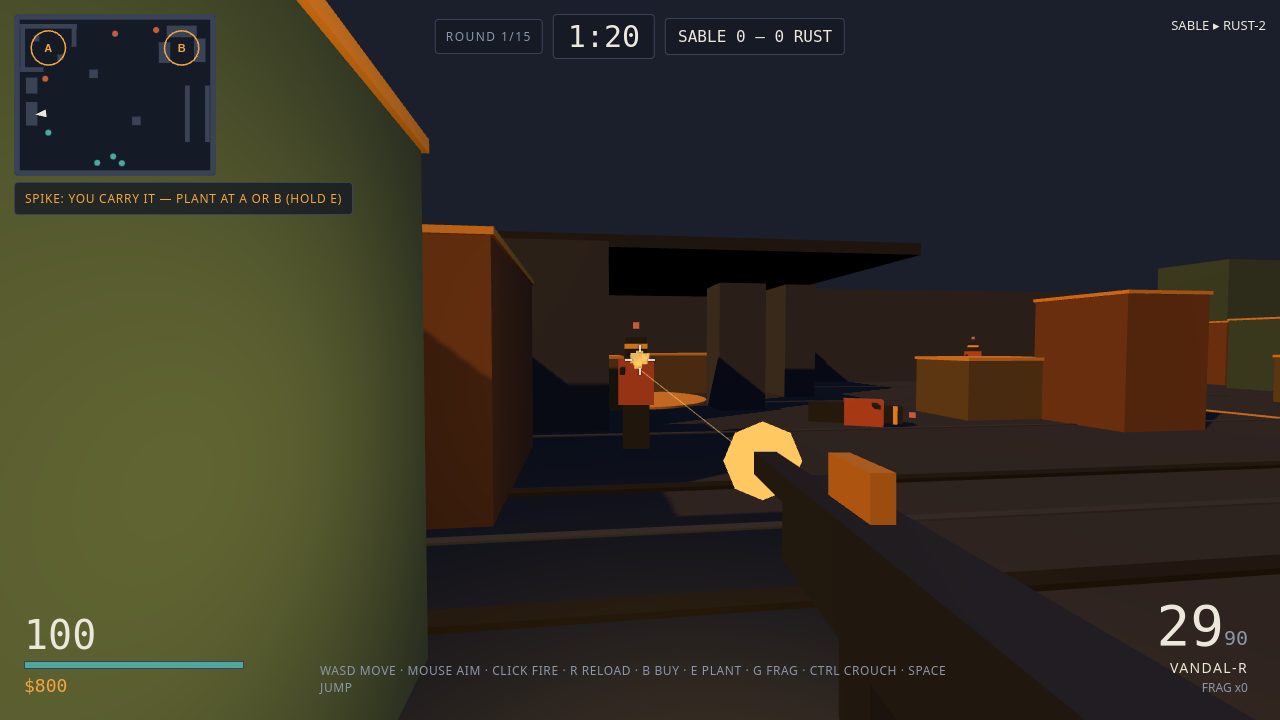 A
B
SPIKE: YOU CARRY IT — PLANT AT A OR B (HOLD E)
ROUND 1/15
1:20
SABLE 0 — 0 RUST
SABLE ▸ RUST-2
100
$800
WASD MOVE · MOUSE AIM · CLICK FIRE · R RELOAD · B BUY · E PLANT · G FRAG · CTRL CROUCH · SPACE
JUMP
29 90
VANDAL-R
FRAG x0